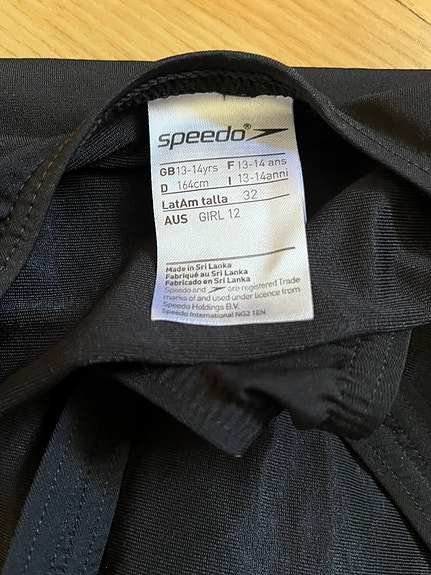 speedo
GB 13-14yrs F 13-14 ans
D 164cm I 13-14anni
LatAm talla 32
AUS GIRL 12
Made in Sri Lanka
Fabriqué au Sri Lanka
Fabricado en Sri Lanka
Speedo and are registered Trade
marks of and used under licence from
Speedo Holdings B.V.
Speedo International NG2 1EN